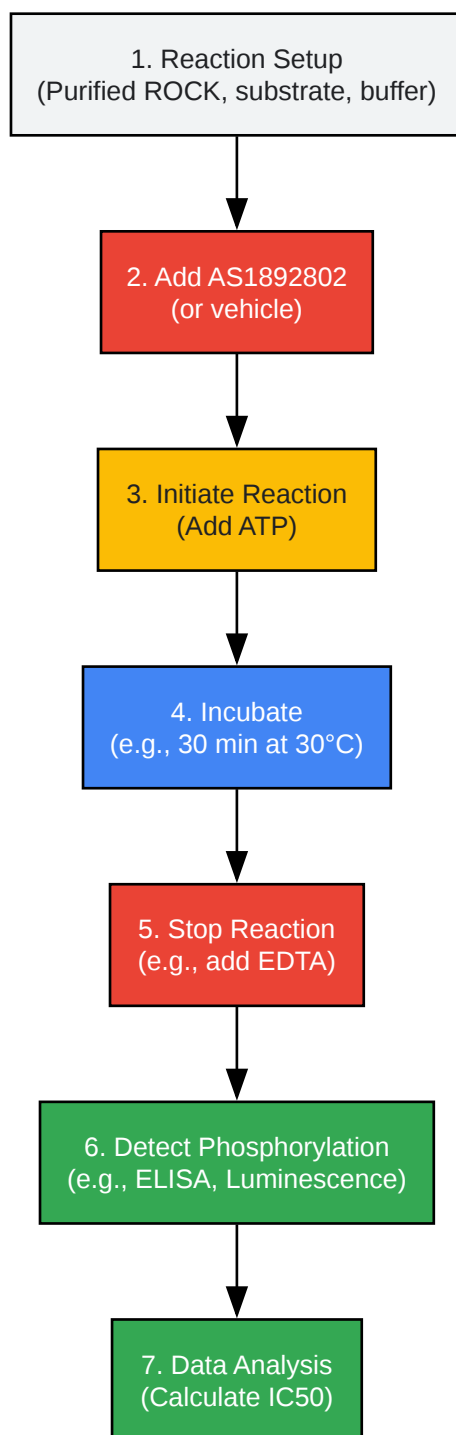 1. Reaction Setup
(Purified ROCK, substrate, buffer)
2. Add AS1892802
(or vehicle)
3. Initiate Reaction
(Add ATP)
4. Incubate
(e.g., 30 min at 30°C)
5. Stop Reaction
(e.g., add EDTA)
6. Detect Phosphorylation
(e.g., ELISA, Luminescence)
7. Data Analysis
(Calculate IC50)